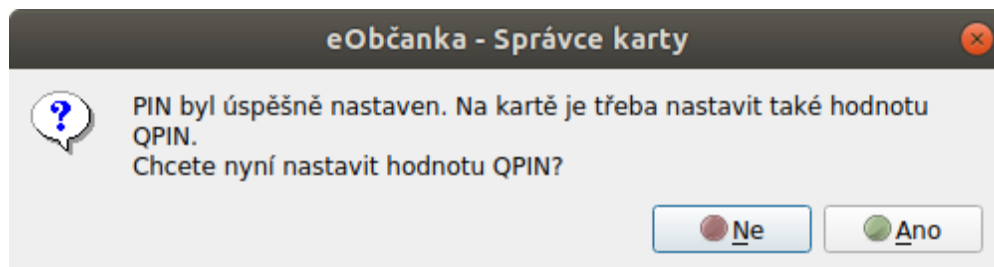 eObčanka - Správce karty
PIN byl úspěšně nastaven. Na kartě je třeba nastavit také hodnotu
QPIN.
Chcete nyní nastavit hodnotu QPIN?
Ne
Ano